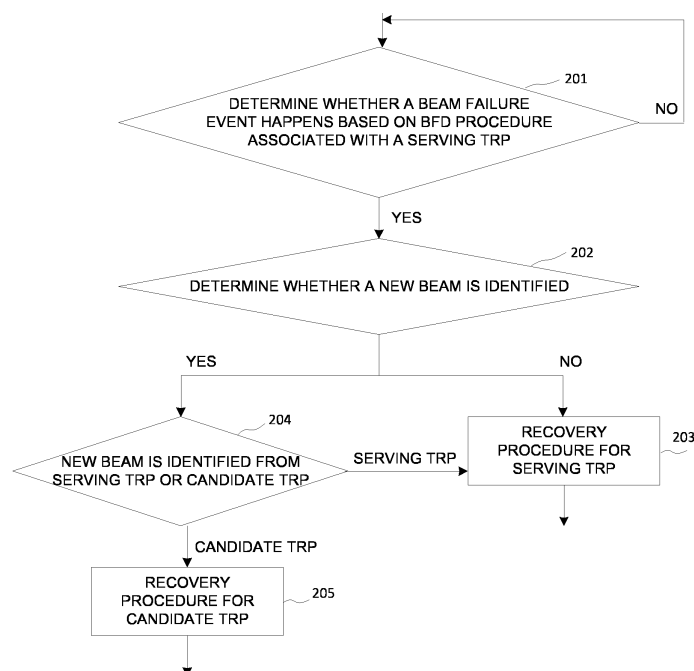 201
DETERMINE WHETHER A BEAM FAILURE
EVENT HAPPENS BASED ON BFD PROCEDURE
ASSOCIATED WITH A SERVING TRP
NO
YES
202
DETERMINE WHETHER A NEW BEAM IS IDENTIFIED
YES
NO
204
NEW BEAM IS IDENTIFIED FROM
SERVING TRP OR CANDIDATE TRP
SERVING TRP
RECOVERY
PROCEDURE FOR
SERVING TRP
203
CANDIDATE TRP
RECOVERY
PROCEDURE FOR
CANDIDATE TRP
205